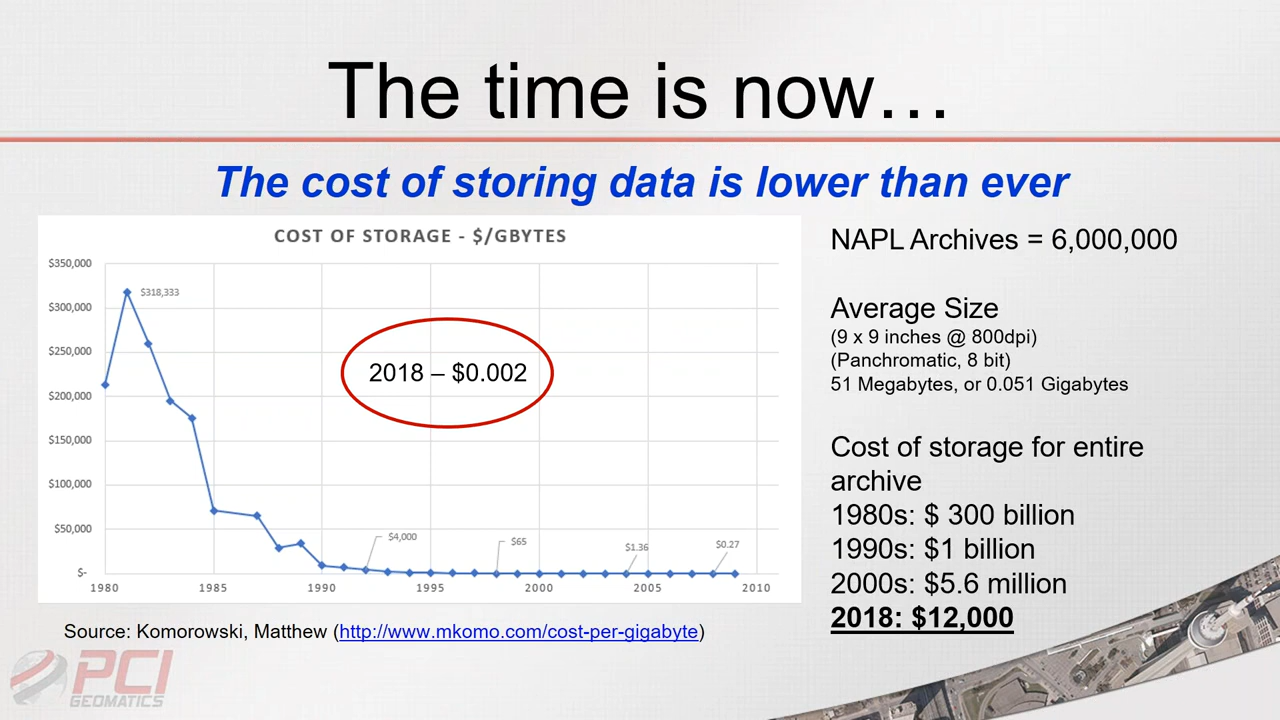 The time is now…
The cost of storing data is lower than ever
COST OF STORAGE - $/GBYTES
$350,000
$300,000
$250,000
$200,000
$150,000
$100,000
$50,000
$-
$318,333
2018 – $0.002
$4,000
$65
$1.36
$0.27
1980 1985 1990 1995 2000 2005 2010
Source: Komorowski, Matthew (http://www.mkomo.com/cost-per-gigabyte)
NAPL Archives = 6,000,000
Average Size
(9 x 9 inches @ 800dpi)
(Panchromatic, 8 bit)
51 Megabytes, or 0.051 Gigabytes
Cost of storage for entire
archive
1980s: $ 300 billion
1990s: $1 billion
2000s: $5.6 million
2018: $12,000
PCI
GEOMATICS